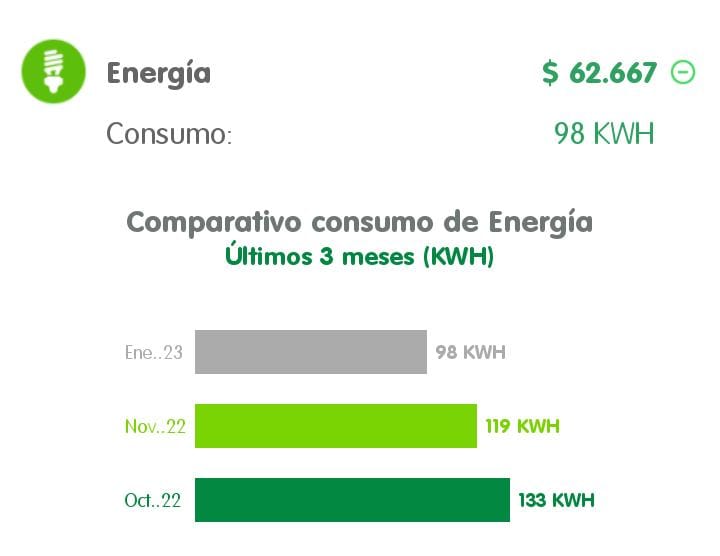 Energía $ 62.667
Consumo: 98 KWH
Comparativo consumo de Energía
Últimos 3 meses (KWH)
Ene..23 98 KWH
Nov..22 119 KWH
Oct..22 133 KWH